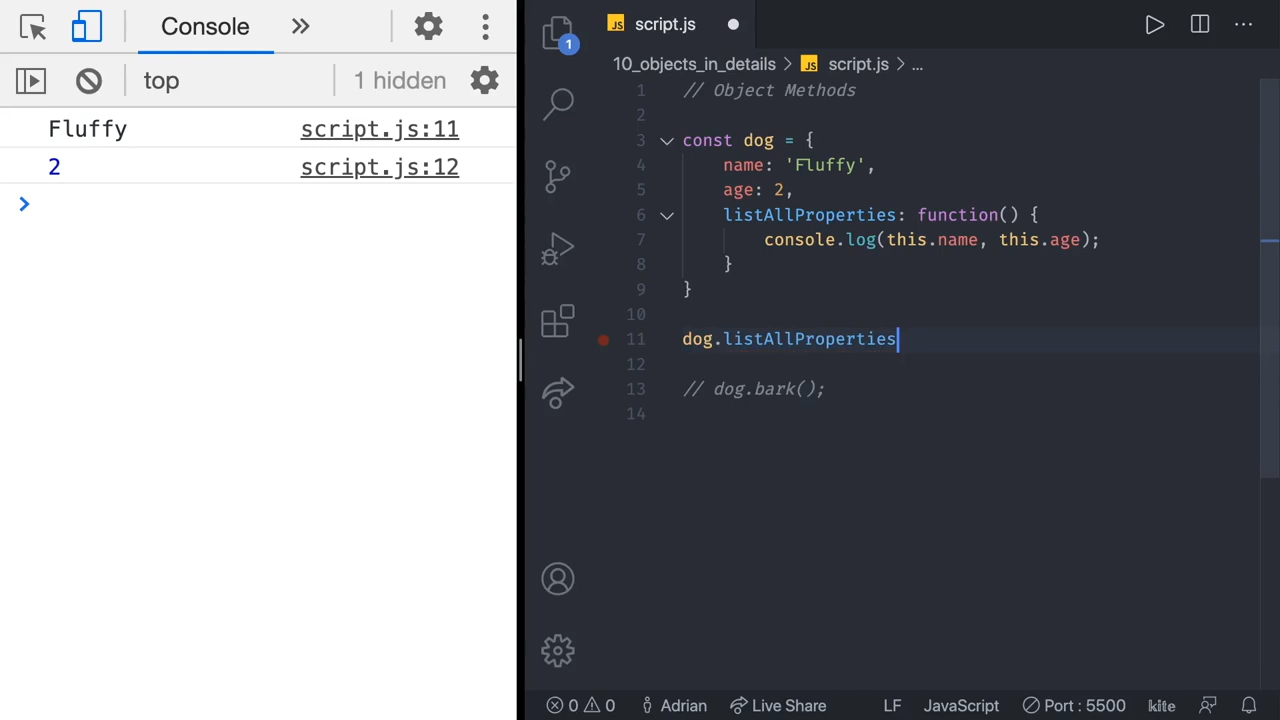 Console
top
1 hidden
Fluffy script.js:11
2 script.js:12
1
JS script.js
10_objects_in_details > JS script.js > ...
1 // Object Methods
2
3 const dog = {
4 name: 'Fluffy',
5 age: 2,
6 listAllProperties: function() {
7 console.log(this.name, this.age);
8 }
9 }
10
11 dog.listAllProperties
12
13 // dog.bark();
14
0 0 Adrian Live Share LF JavaScript Port : 5500 kite